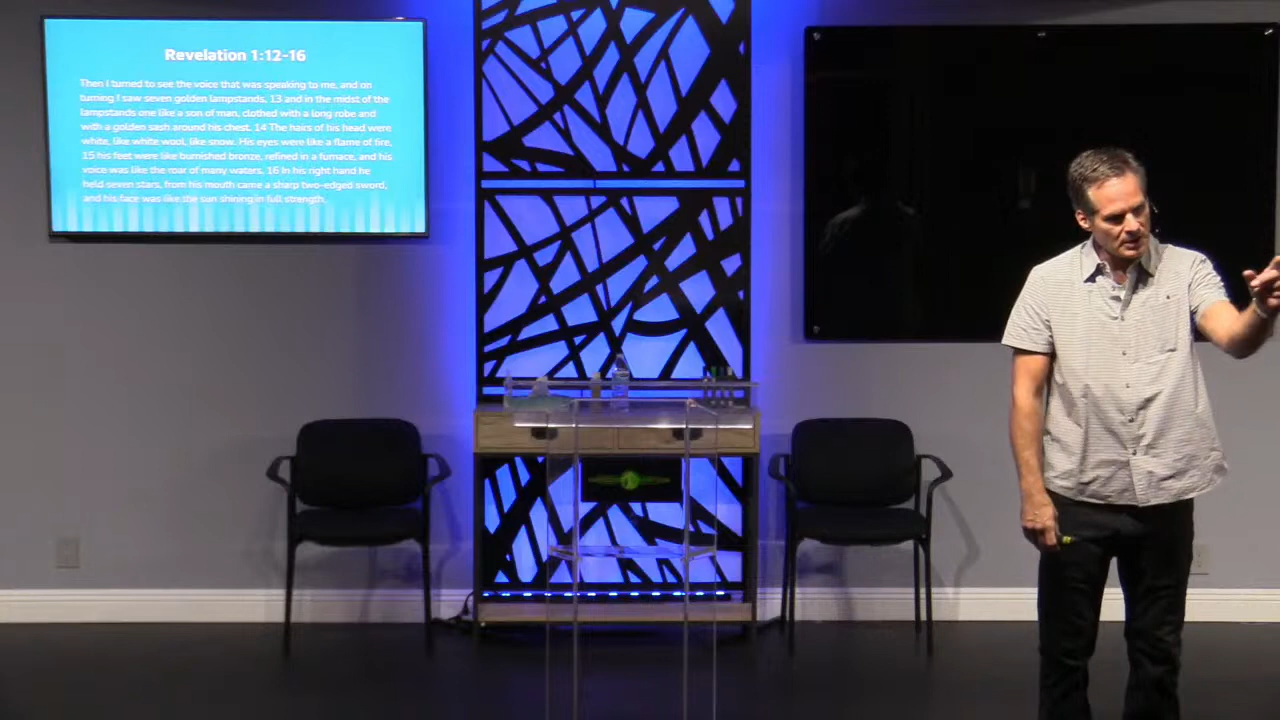 Revelation 1:12-16
Then I turned to see the voice that was speaking to me, and on
turning I saw seven golden lampstands, 13 and in the midst of the
lampstands one like a son of man, clothed with a long robe and
with a golden sash around his chest. 14 The hairs of his head were
white, like white wool, like snow. His eyes were like a flame of fire,
15 his feet were like burnished bronze, refined in a furnace, and his
voice was like the roar of many waters. 16 In his right hand he
held seven stars, from his mouth came a sharp two-edged sword,
and his face was like the sun shining in full strength.